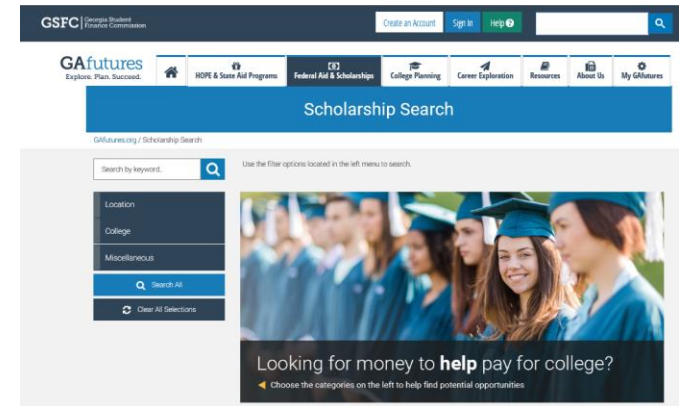 GSFC Georgia Student
Finance Commission
Create an Account Sign In Help
GAfutures
Explore. Plan. Succeed.
HOPE & State Aid Programs Federal Aid & Scholarships College Planning Career Exploration Resources About Us My GAfutures
Scholarship Search
GAfutures.org / Scholarship Search
Search by keyword..
Use the filter options located in the left menu to search.
Location
College
Miscellaneous
Search All
Clear All Selections
Looking for money to help pay for college?
Choose the categories on the left to help find potential opportunities